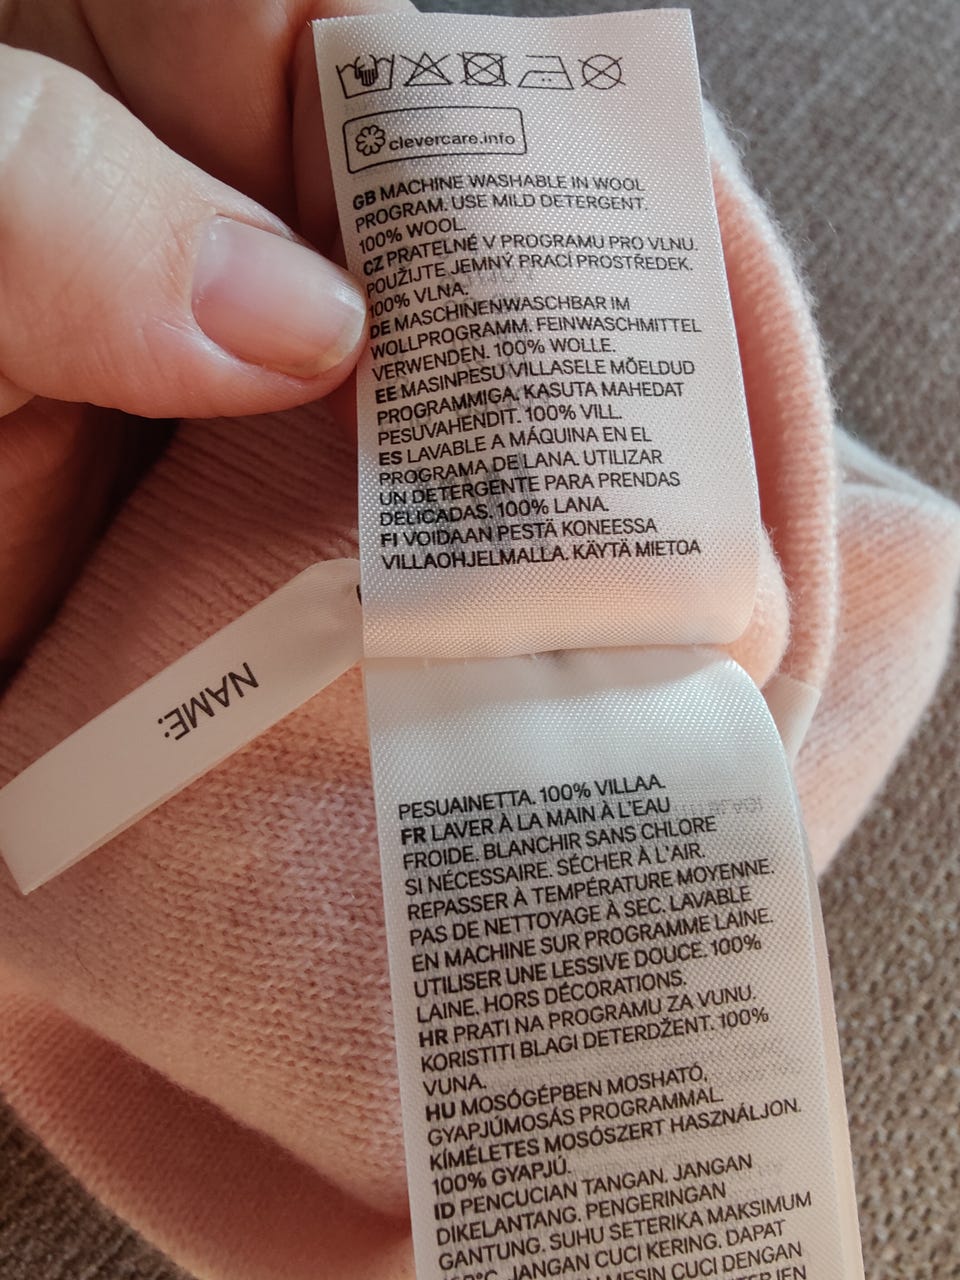 clevercare.info
GB MACHINE WASHABLE IN WOOL
PROGRAM. USE MILD DETERGENT.
100% WOOL.
CZ PRATELNÉ V PROGRAMU PRO VLNU.
POUŽIJTE JEMNÝ PRACÍ PROSTŘEDEK.
100% VLNA.
DE MASCHINENWASCHBAR IM
WOLLPROGRAMM. FEINWASCHMITTEL
VERWENDEN. 100% WOLLE.
EE MASINPESU VILLASELE MÕELDUD
PROGRAMMIGA. KASUTA MAHEDAT
PESUVAHENDIT. 100% VILL.
ES LAVABLE A MÁQUINA EN EL
PROGRAMA DE LANA. UTILIZAR
UN DETERGENTE PARA PRENDAS
DELICADAS. 100% LANA.
FI VOIDAAN PESTÄ KONEESSA
VILLAOHJELMALLA. KÄYTÄ MIETOA
NAME:
PESUAINETTA. 100% VILLAA.
FR LAVER À LA MAIN À L'EAU
FROIDE. BLANCHIR SANS CHLORE
SI NÉCESSAIRE. SÉCHER À L'AIR.
REPASSER À TEMPÉRATURE MOYENNE.
PAS DE NETTOYAGE À SEC. LAVABLE
EN MACHINE SUR PROGRAMME LAINE.
UTILISER UNE LESSIVE DOUCE. 100%
LAINE. HORS DÉCORATIONS.
HR PRATI NA PROGRAMU ZA VUNU.
KORISTITI BLAGI DETERDŽENT. 100%
VUNA.
HU MOSÓGÉPBEN MOSHATÓ,
GYAPJÚMOSÁS PROGRAMMAL.
KÍMÉLETES MOSÓSZERT HASZNÁLJON.
100% GYAPJÚ.
ID PENCUCIAN TANGAN. JANGAN
DIKELANTANG. PENGERINGAN
GANTUNG. SUHU SETERIKA MAKSIMUM
JANGAN CUCI KERING. DAPAT
MESIN CUCI DENGAN